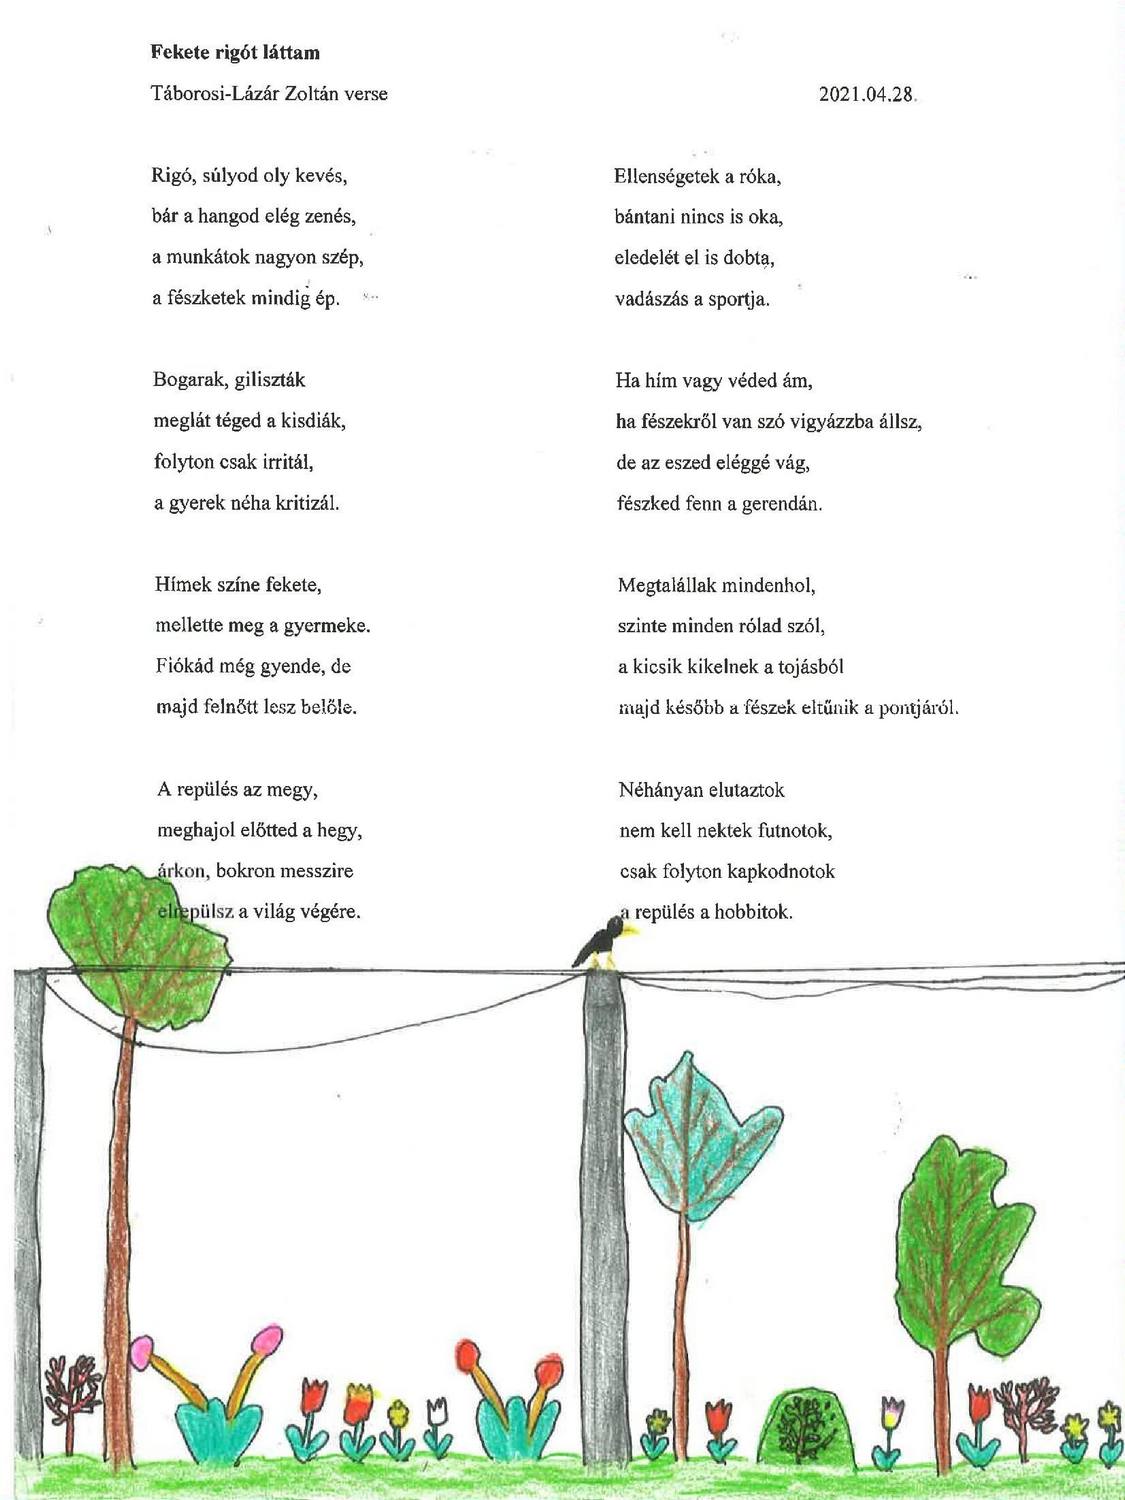 Fekete rigót láttam
Táborosi-Lázár Zoltán verse
2021.04.28.
Rigó, súlyod oly kevés,
bár a hangod elég zenés,
a munkátok nagyon szép,
a fészketek mindig ép.
Bogarak, giliszták
meglát téged a kisdiák,
folyton csak irritál,
a gyerek néha kritizál.
Hímek színe fekete,
mellette meg a gyermeke.
Fiókád még gyende, de
majd felnőtt lesz belőle.
A repülés az megy,
meghajol előtted a hegy,
árkon, bokron messzire
elrepülsz a világ végére.
Ellenségetek a róka,
bántani nincs is oka,
eledelét el is dobta,
vadászás a sportja.
Ha hím vagy véded ám,
ha fészekről van szó vigyázzba állsz,
de az eszed eléggé vág,
fészked fenn a gerendán.
Megtalállak mindenhol,
szinte minden rólad szól,
a kicsik kikelnek a tojásból
majd később a fészek eltűnik a pontjáról.
Néhányan elutaztok
nem kell nektek futnotok,
csak folyton kapkodnotok
a repülés a hobbitok.